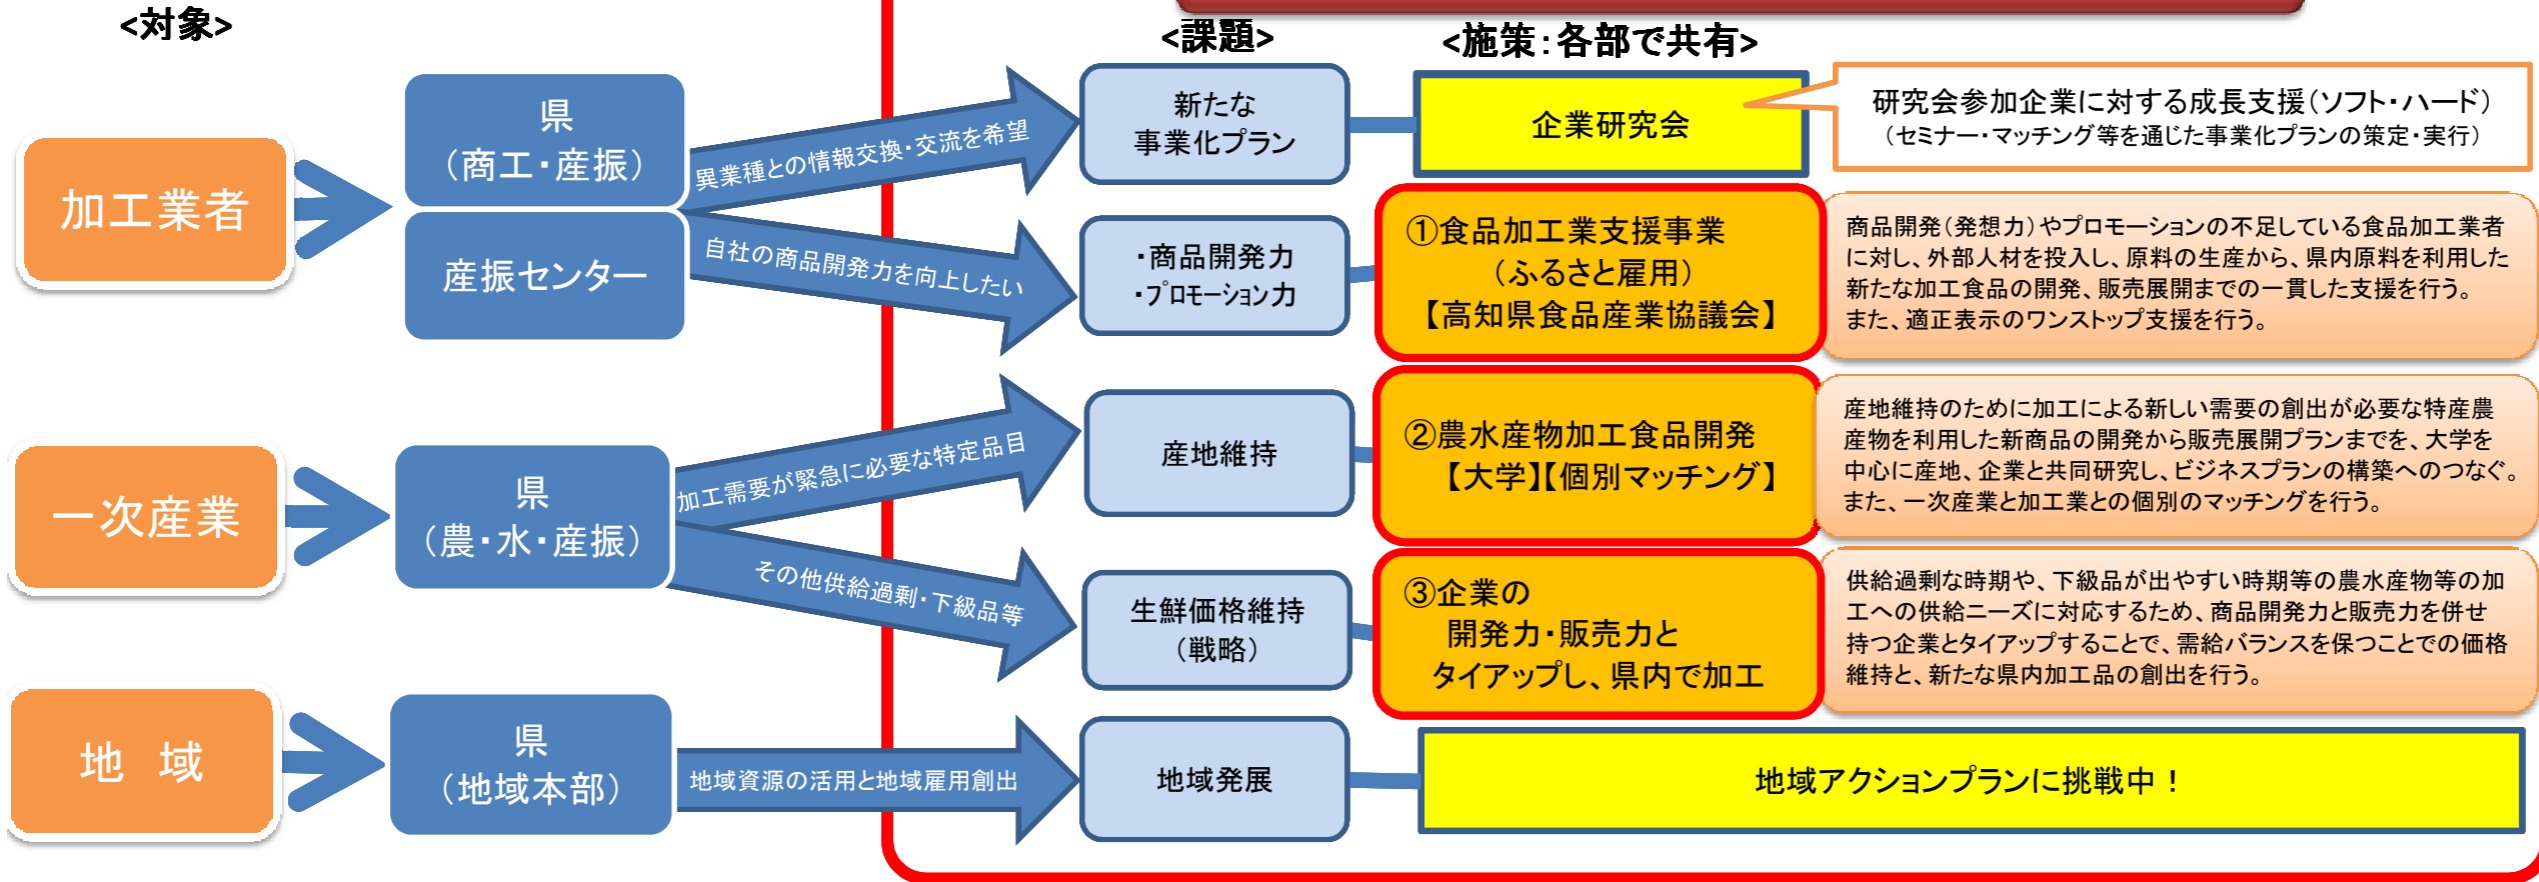 <対象>
<課題>
<施策：各部で共有>
加工業者
県
（商工・産振）
産振センター
異業種との情報交換・交流を希望
自社の商品開発力を向上したい
新たな
事業化プラン
・商品開発力
・プロモーション力
企業研究会
研究会参加企業に対する成長支援（ソフト・ハード）
（セミナー・マッチング等を通じた事業化プランの策定・実行）
①食品加工業支援事業
（ふるさと雇用）
【高知県食品産業協議会】
商品開発（発想力）やプロモーションの不足している食品加工業者
に対し、外部人材を投入し、原料の生産から、県内原料を利用した
新たな加工食品の開発、販売展開までの一貫した支援を行う。
また、適正表示のワンストップ支援を行う。
一次産業
県
（農・水・産振）
加工需要が緊急に必要な特定品目
その他供給過剰・下級品等
産地維持
②農水産物加工食品開発
【大学】【個別マッチング】
産地維持のために加工による新しい需要の創出が必要な特産農
産物を利用した新商品の開発から販売展開プランまでを、大学を
中心に産地、企業と共同研究し、ビジネスプランの構築へのつなぐ。
また、一次産業と加工業との個別のマッチングを行う。
生鮮価格維持
（戦略）
③企業の
開発力・販売力と
タイアップし、県内で加工
供給過剰な時期や、下級品が出やすい時期等の農水産物等の加
工への供給ニーズに対応するため、商品開発力と販売力を併せ
持つ企業とタイアップすることで、需給バランスを保つことでの価格
維持と、新たな県内加工品の創出を行う。
地 域
県
（地域本部）
地域資源の活用と地域雇用創出
地域発展
地域アクションプランに挑戦中！